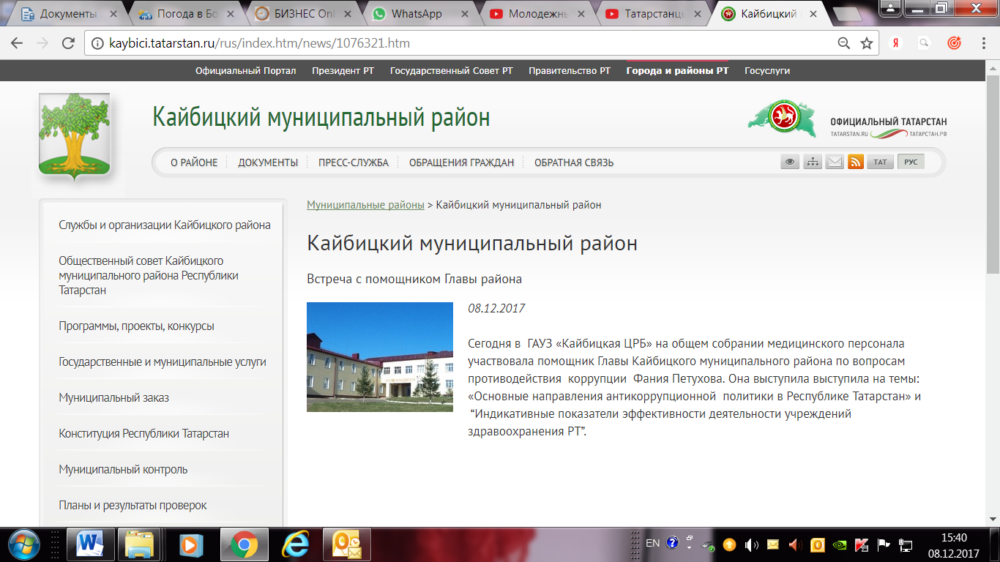 Документы
Погода в Бо
БИЗНЕС Onl
WhatsApp
Молодежнь
Татарстанць
Кайбицкий
kaybici.tatarstan.ru/rus/index.htm/news/1076321.htm
Официальный Портал Президент РТ Государственный Совет РТ Правительство РТ Города и районы РТ Госуслуги
Кайбицкий муниципальный район
ОФИЦИАЛЬНЫЙ ТАТАРСТАН
TATARSTAN.RU ТАТАРСТАН.РФ
О РАЙОНЕ ДОКУМЕНТЫ ПРЕСС-СЛУЖБА ОБРАЩЕНИЯ ГРАЖДАН ОБРАТНАЯ СВЯЗЬ
ТАТ РУС
Службы и организации Кайбицкого района
Общественный совет Кайбицкого
муниципального района Республики
Татарстан
Программы, проекты, конкурсы
Государственные и муниципальные услуги
Муниципальный заказ
Конституция Республики Татарстан
Муниципальный контроль
Планы и результаты проверок
Муниципальные районы > Кайбицкий муниципальный район
Кайбицкий муниципальный район
Встреча с помощником Главы района
08.12.2017
Сегодня в ГАУЗ «Кайбицкая ЦРБ» на общем собрании медицинского персонала
участвовала помощник Главы Кайбицкого муниципального района по вопросам
противодействия коррупции Фания Петухова. Она выступила выступила на темы:
«Основные направления антикоррупционной политики в Республике Татарстан» и
“Индикативные показатели эффективности деятельности учреждений
здравоохранения РТ”.
EN
15:40
08.12.2017